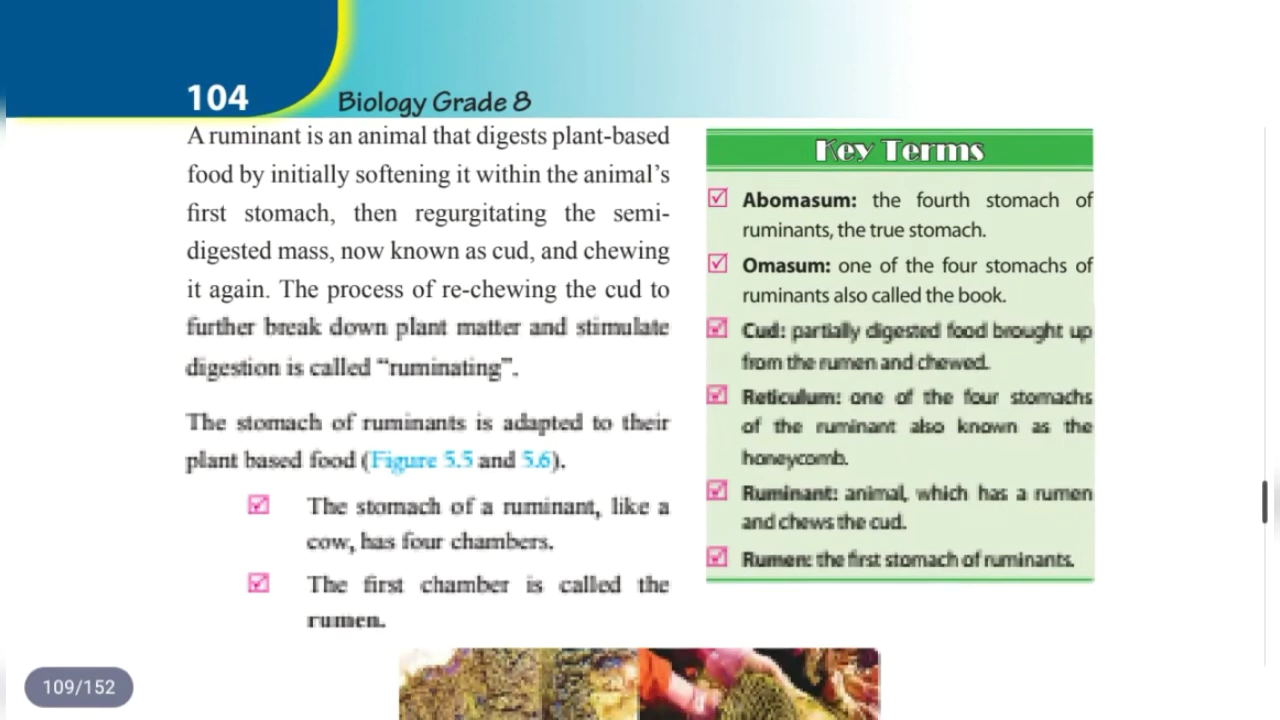 104
Biology Grade 8
A ruminant is an animal that digests plant-based
food by initially softening it within the animal’s
first stomach, then regurgitating the semi-
digested mass, now known as cud, and chewing
it again. The process of re-chewing the cud to
further break down plant matter and stimulate
digestion is called “ruminating”.
The stomach of ruminants is adapted to their
plant based food (Figure 5.5 and 5.6).
The stomach of a ruminant, like a
cow, has four chambers.
The first chamber is called the
rumen.
Key Terms
Abomasum: the fourth stomach of
ruminants, the true stomach.
Omasum: one of the four stomachs of
ruminants also called the book.
Cud: partially digested food brought up
from the rumen and chewed.
Reticulum: one of the four stomachs
of the ruminant also known as the
honeycomb.
Ruminant: animal, which has a rumen
and chews the cud.
Rumen: the first stomach of ruminants.
109/152